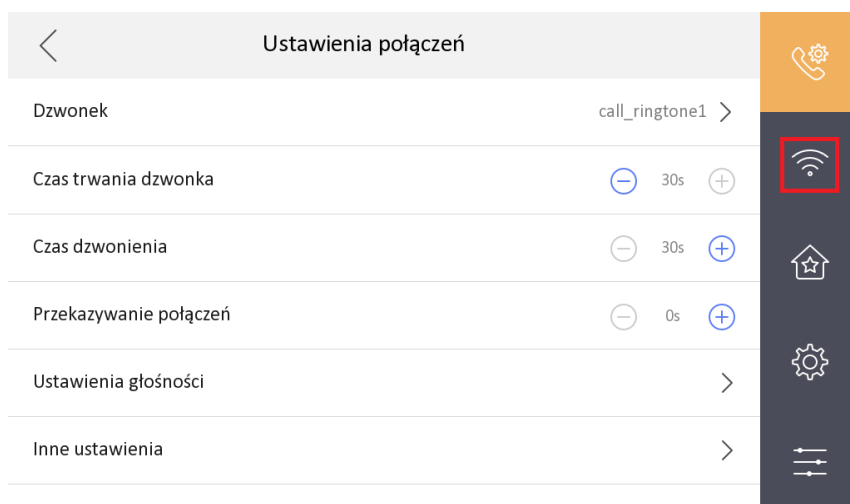 Ustawienia połączeń
Dzwonek call_ringtone1
Czas trwania dzwonka 30s
Czas dzwonienia 30s
Przekazywanie połączeń 0s
Ustawienia głośności
Inne ustawienia